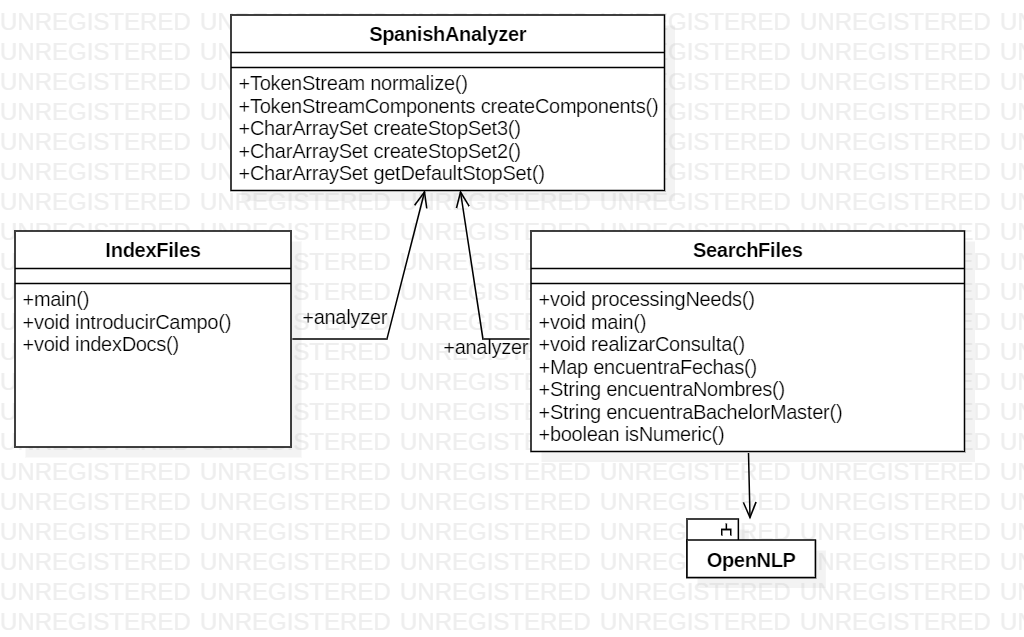 SpanishAnalyzer
+TokenStream normalize()
+TokenStreamComponents createComponents()
+CharArraySet createStopSet3()
+CharArraySet createStopSet2()
+CharArraySet getDefaultStopSet()
IndexFiles
+main()
+void introducirCampo()
+void indexDocs()
+analyzer
+analyzer
SearchFiles
+void processingNeeds()
+void main()
+void realizarConsulta()
+Map encuentraFechas()
+String encuentraNombres()
+String encuentraBachelorMaster()
+boolean isNumeric()
OpenNLP
UNREGISTERED